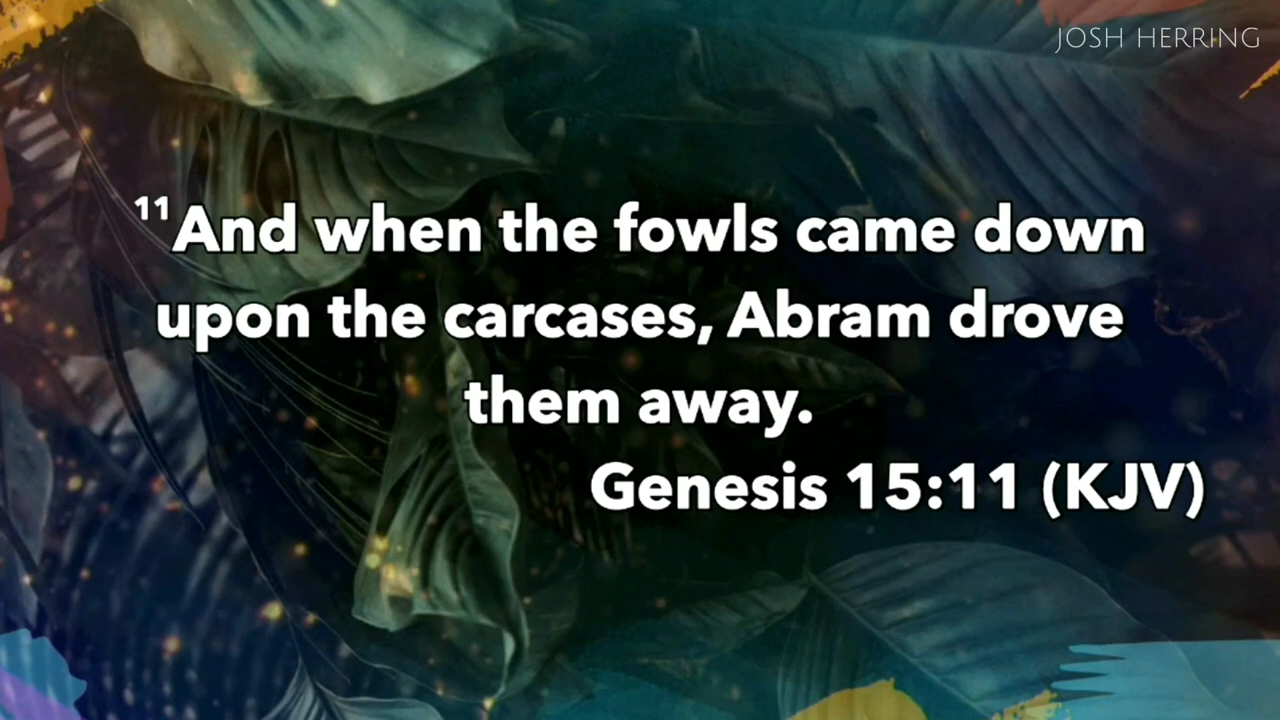 JOSH HERRING
¹¹And when the fowls came down
upon the carcases, Abram drove
them away.
Genesis 15:11 (KJV)